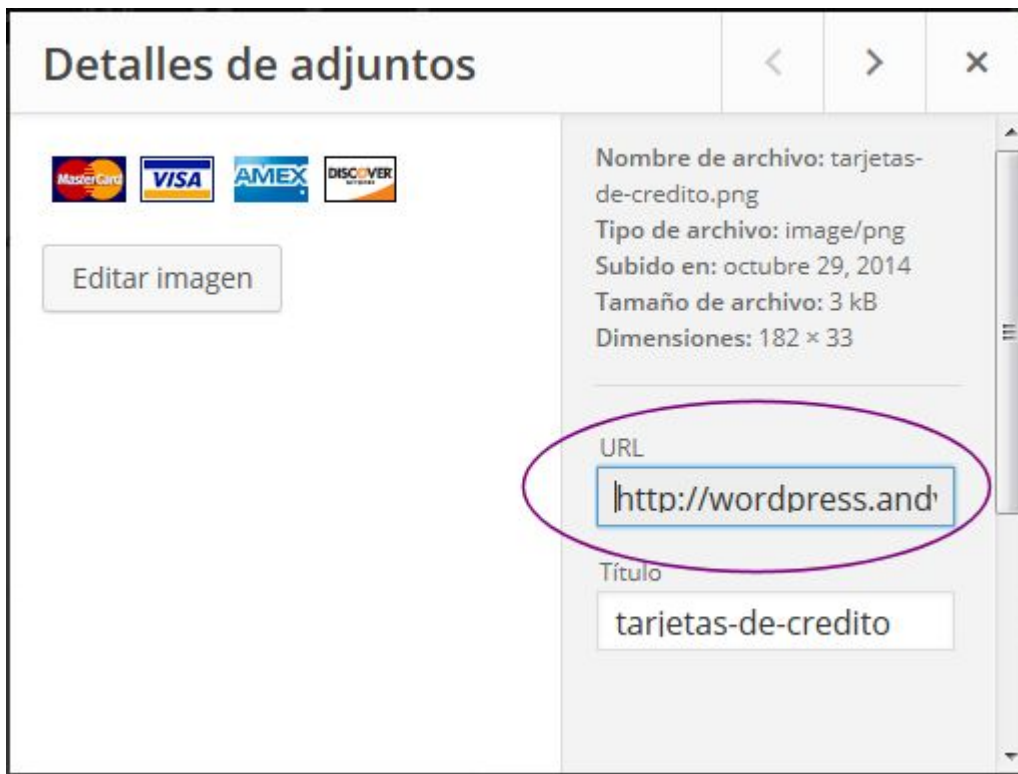 Detalles de adjuntos
MasterCard VISA AMEX DISCOVER
NETWORK
Editar imagen
Nombre de archivo: tarjetas-
de-credito.png
Tipo de archivo: image/png
Subido en: octubre 29, 2014
Tamaño de archivo: 3 kB
Dimensiones: 182 × 33
URL
http://wordpress.and
Título
tarjetas-de-credito